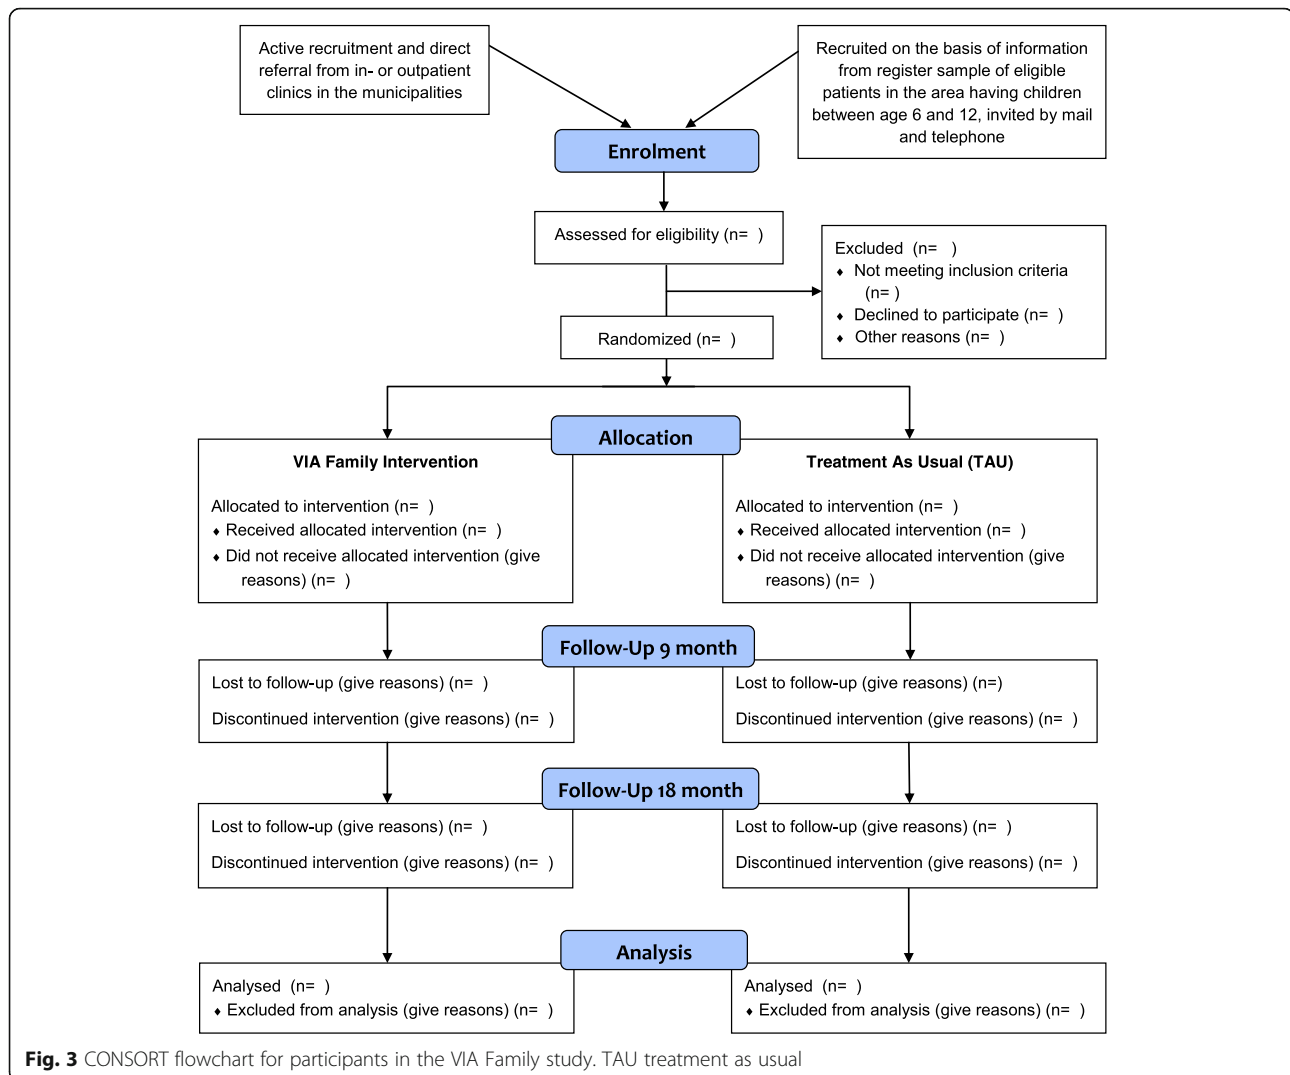 Active recruitment and direct
referral from in- or outpatient
clinics in the municipalities
Recruited on the basis of information
from register sample of eligible
patients in the area having children
between age 6 and 12, invited by mail
and telephone
Enrolment
Assessed for eligibility (n=  )
Excluded  (n=   )
♦ Not meeting inclusion criteria
(n= )
♦ Declined to participate (n=  )
♦ Other reasons (n=  )
Randomized (n=  )
Allocation
VIA Family Intervention
Allocated to intervention (n=  )
♦ Received allocated intervention (n=  )
♦ Did not receive allocated intervention (give
reasons) (n=  )
Treatment As Usual (TAU)
Allocated to intervention (n=  )
♦ Received allocated intervention (n=  )
♦ Did not receive allocated intervention (give
reasons) (n=  )
Follow-Up 9 month
Lost to follow-up (give reasons) (n=  )
Discontinued intervention (give reasons) (n=  )
Lost to follow-up (give reasons) (n=)
Discontinued intervention (give reasons) (n=  )
Follow-Up 18 month
Lost to follow-up (give reasons) (n=  )
Discontinued intervention (give reasons) (n=  )
Lost to follow-up (give reasons) (n=  )
Discontinued intervention (give reasons) (n=  )
Analysis
Analysed  (n=  )
♦ Excluded from analysis (give reasons) (n=  )
Analysed  (n=  )
♦ Excluded from analysis (give reasons) (n=  )
Fig. 3 CONSORT flowchart for participants in the VIA Family study. TAU treatment as usual